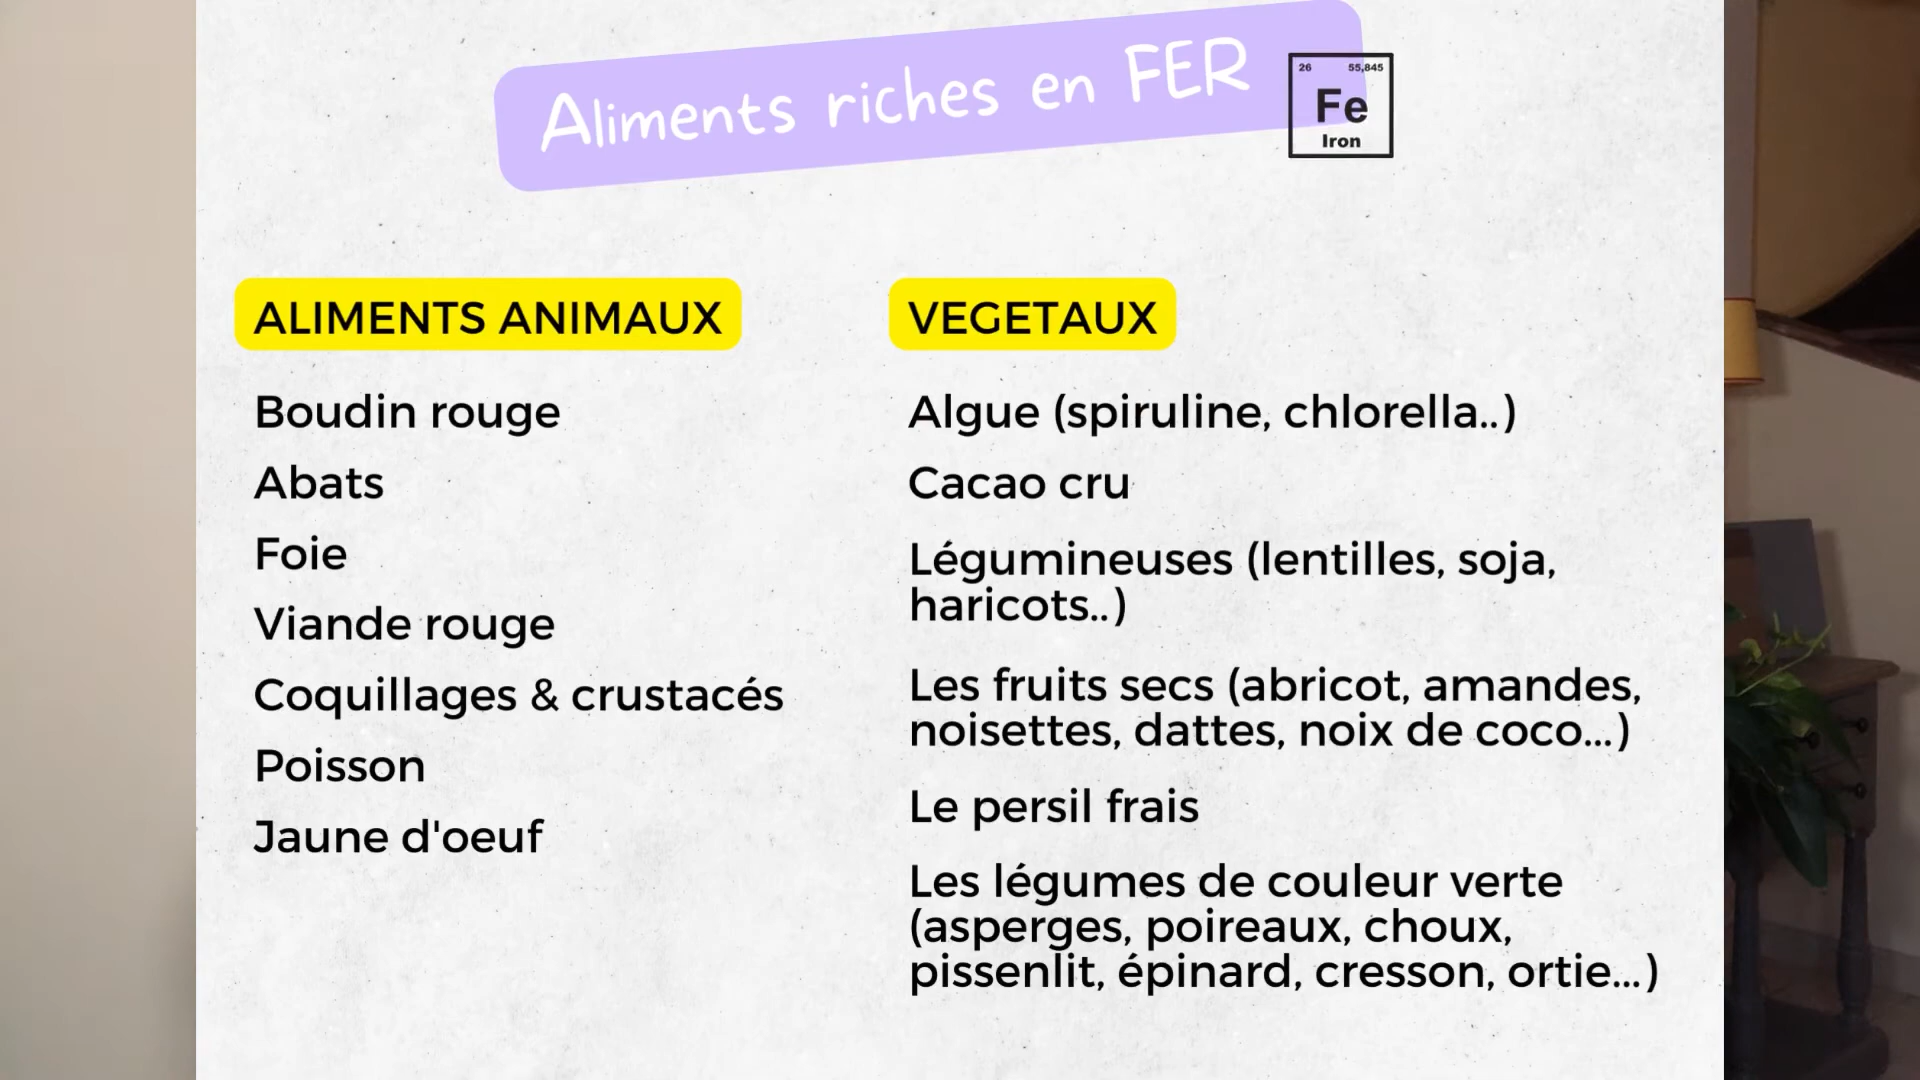 Aliments riches en FER
26 55,845
Fe
Iron
ALIMENTS ANIMAUX
Boudin rouge
Abats
Foie
Viande rouge
Coquillages & crustacés
Poisson
Jaune d'oeuf
VEGETAUX
Algue (spiruline, chlorella..)
Cacao cru
Légumineuses (lentilles, soja,
haricots..)
Les fruits secs (abricot, amandes,
noisettes, dattes, noix de coco...)
Le persil frais
Les légumes de couleur verte
(asperges, poireaux, choux,
pissenlit, épinard, cresson, ortie...)